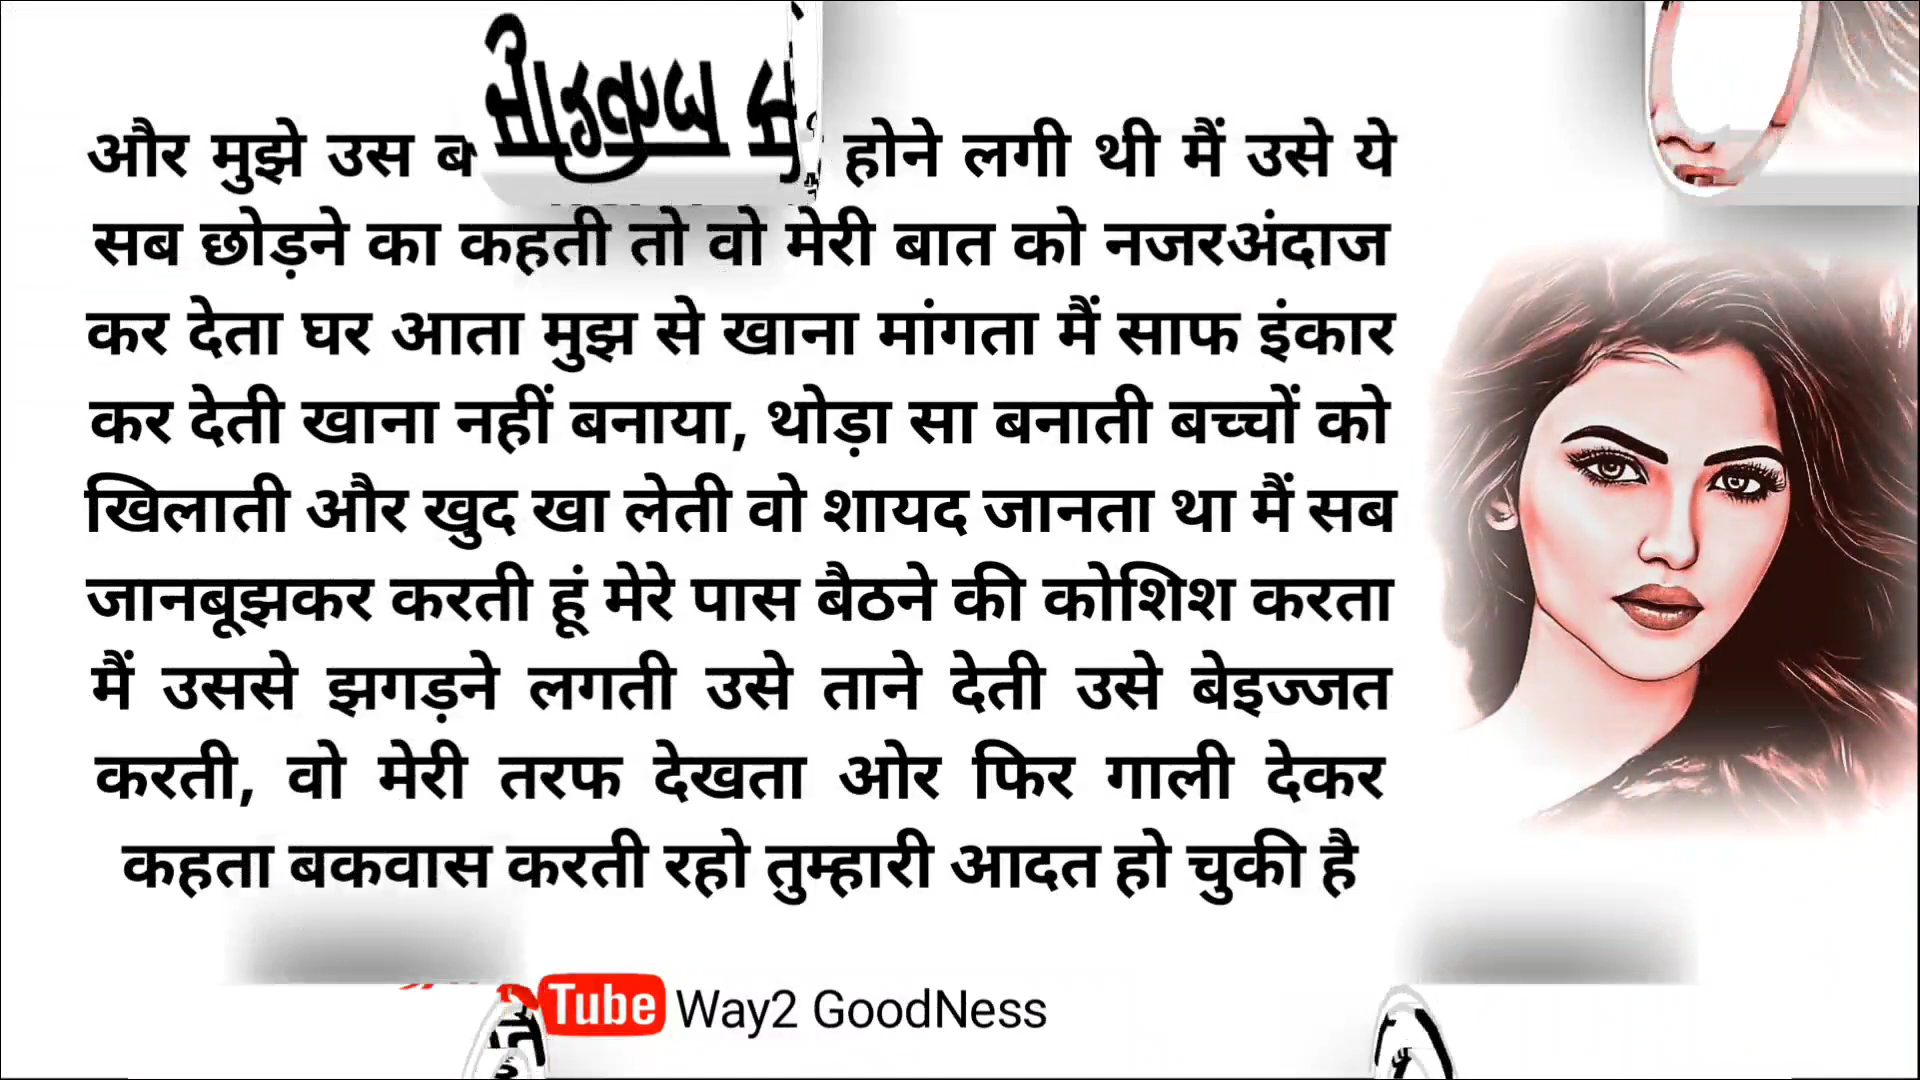 और मुझे उस होने लगी थी मैं उसे ये
सब छोड़ने का कहती तो वो मेरी बात को नजरअंदाज
कर देता घर आता मुझ से खाना मांगता मैं साफ इंकार
कर देती खाना नहीं बनाया, थोड़ा सा बनाती बच्चों को
खिलाती और खुद खा लेती वो शायद जानता था मैं सब
जानबूझकर करती हूं मेरे पास बैठने की कोशिश करता
मैं उससे झगड़ने लगती उसे ताने देती उसे बेइज्जत
करती, वो मेरी तरफ देखता ओर फिर गाली देकर
कहता बकवास करती रहो तुम्हारी आदत हो चुकी है
Tube Way2 GoodNess